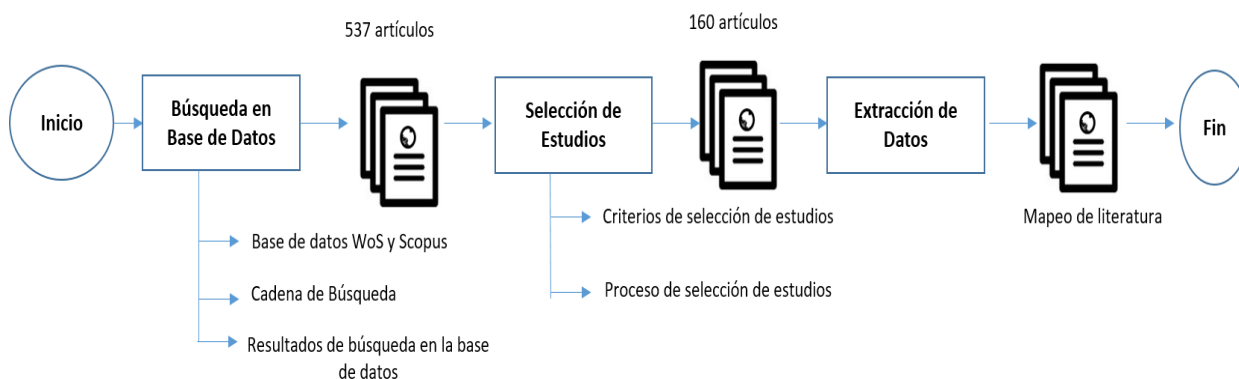 537 artículos
160 artículos
Inicio
Búsqueda en
Base de Datos
Selección de
Estudios
Extracción de
Datos
Fin
Base de datos WoS y Scopus
Cadena de Búsqueda
Resultados de búsqueda en la base
de datos
Criterios de selección de estudios
Proceso de selección de estudios
Mapeo de literatura